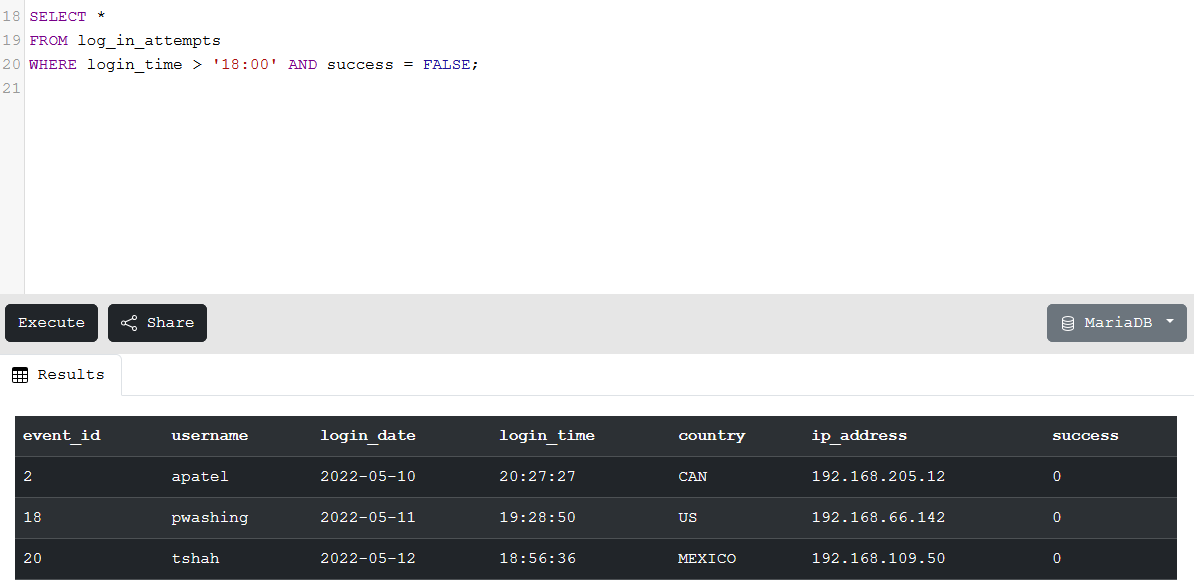 18 SELECT *
19 FROM log_in_attempts
20 WHERE login_time > '18:00' AND success = FALSE;
21
Execute Share MariaDB
Results
event_id username login_date login_time country ip_address success
2 apatel 2022-05-10 20:27:27 CAN 192.168.205.12 0
18 pwashing 2022-05-11 19:28:50 US 192.168.66.142 0
20 tshah 2022-05-12 18:56:36 MEXICO 192.168.109.50 0